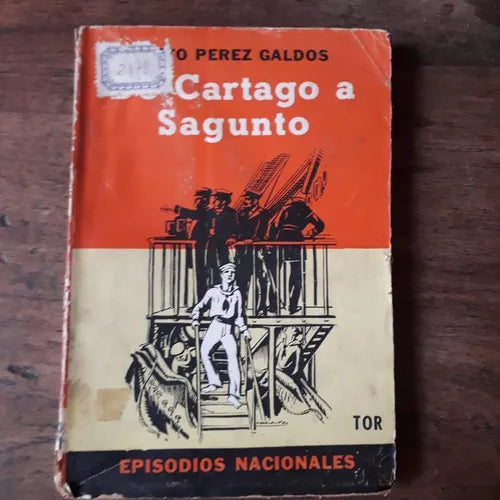 PEREZ GALDOS
Cartago a
Sagunto
TOR
EPISODIOS NACIONALES